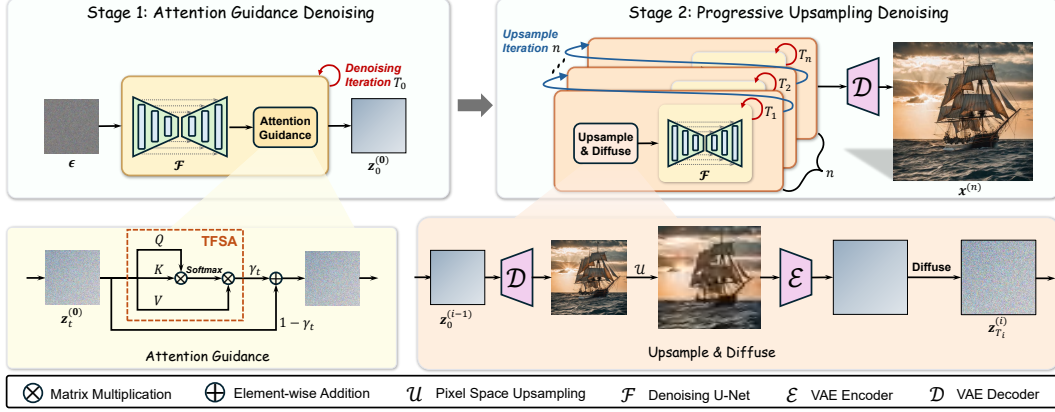 Stage 1: Attention Guidance Denoising
Denoising
Iteration T₀
ϵ
ℱ
Attention
Guidance
z₀⁽⁰⁾
Stage 2: Progressive Upsampling Denoising
Upsample
Iteration n
Tₙ
T₂
T₁
Upsample
& Diffuse
ℱ
n
𝒟
x⁽ⁿ⁾
TFSA
Q
K
Softmax
V
γₜ
1 − γₜ
zₜ⁽⁰⁾
Attention Guidance
z₀⁽ⁱ⁻¹⁾
𝒟
𝒰
ℰ
Diffuse
z_{Tᵢ}⁽ⁱ⁾
Upsample & Diffuse
⊗ Matrix Multiplication ⊕ Element-wise Addition 𝒰 Pixel Space Upsampling ℱ Denoising U-Net ℰ VAE Encoder 𝒟 VAE Decoder